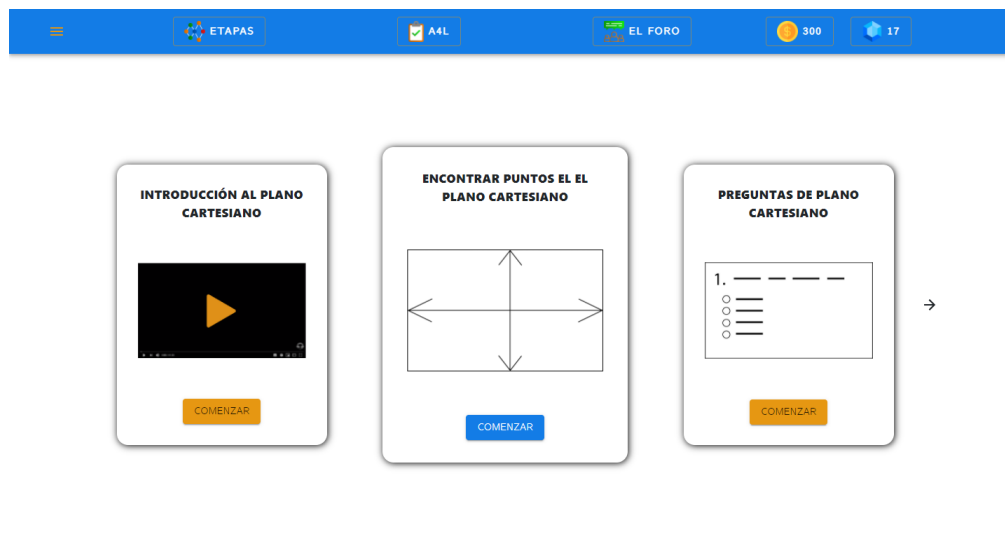 ETAPAS
A4L
EL FORO
300
17
INTRODUCCIÓN AL PLANO
CARTESIANO
COMENZAR
ENCONTRAR PUNTOS EL EL
PLANO CARTESIANO
COMENZAR
PREGUNTAS DE PLANO
CARTESIANO
1.
COMENZAR